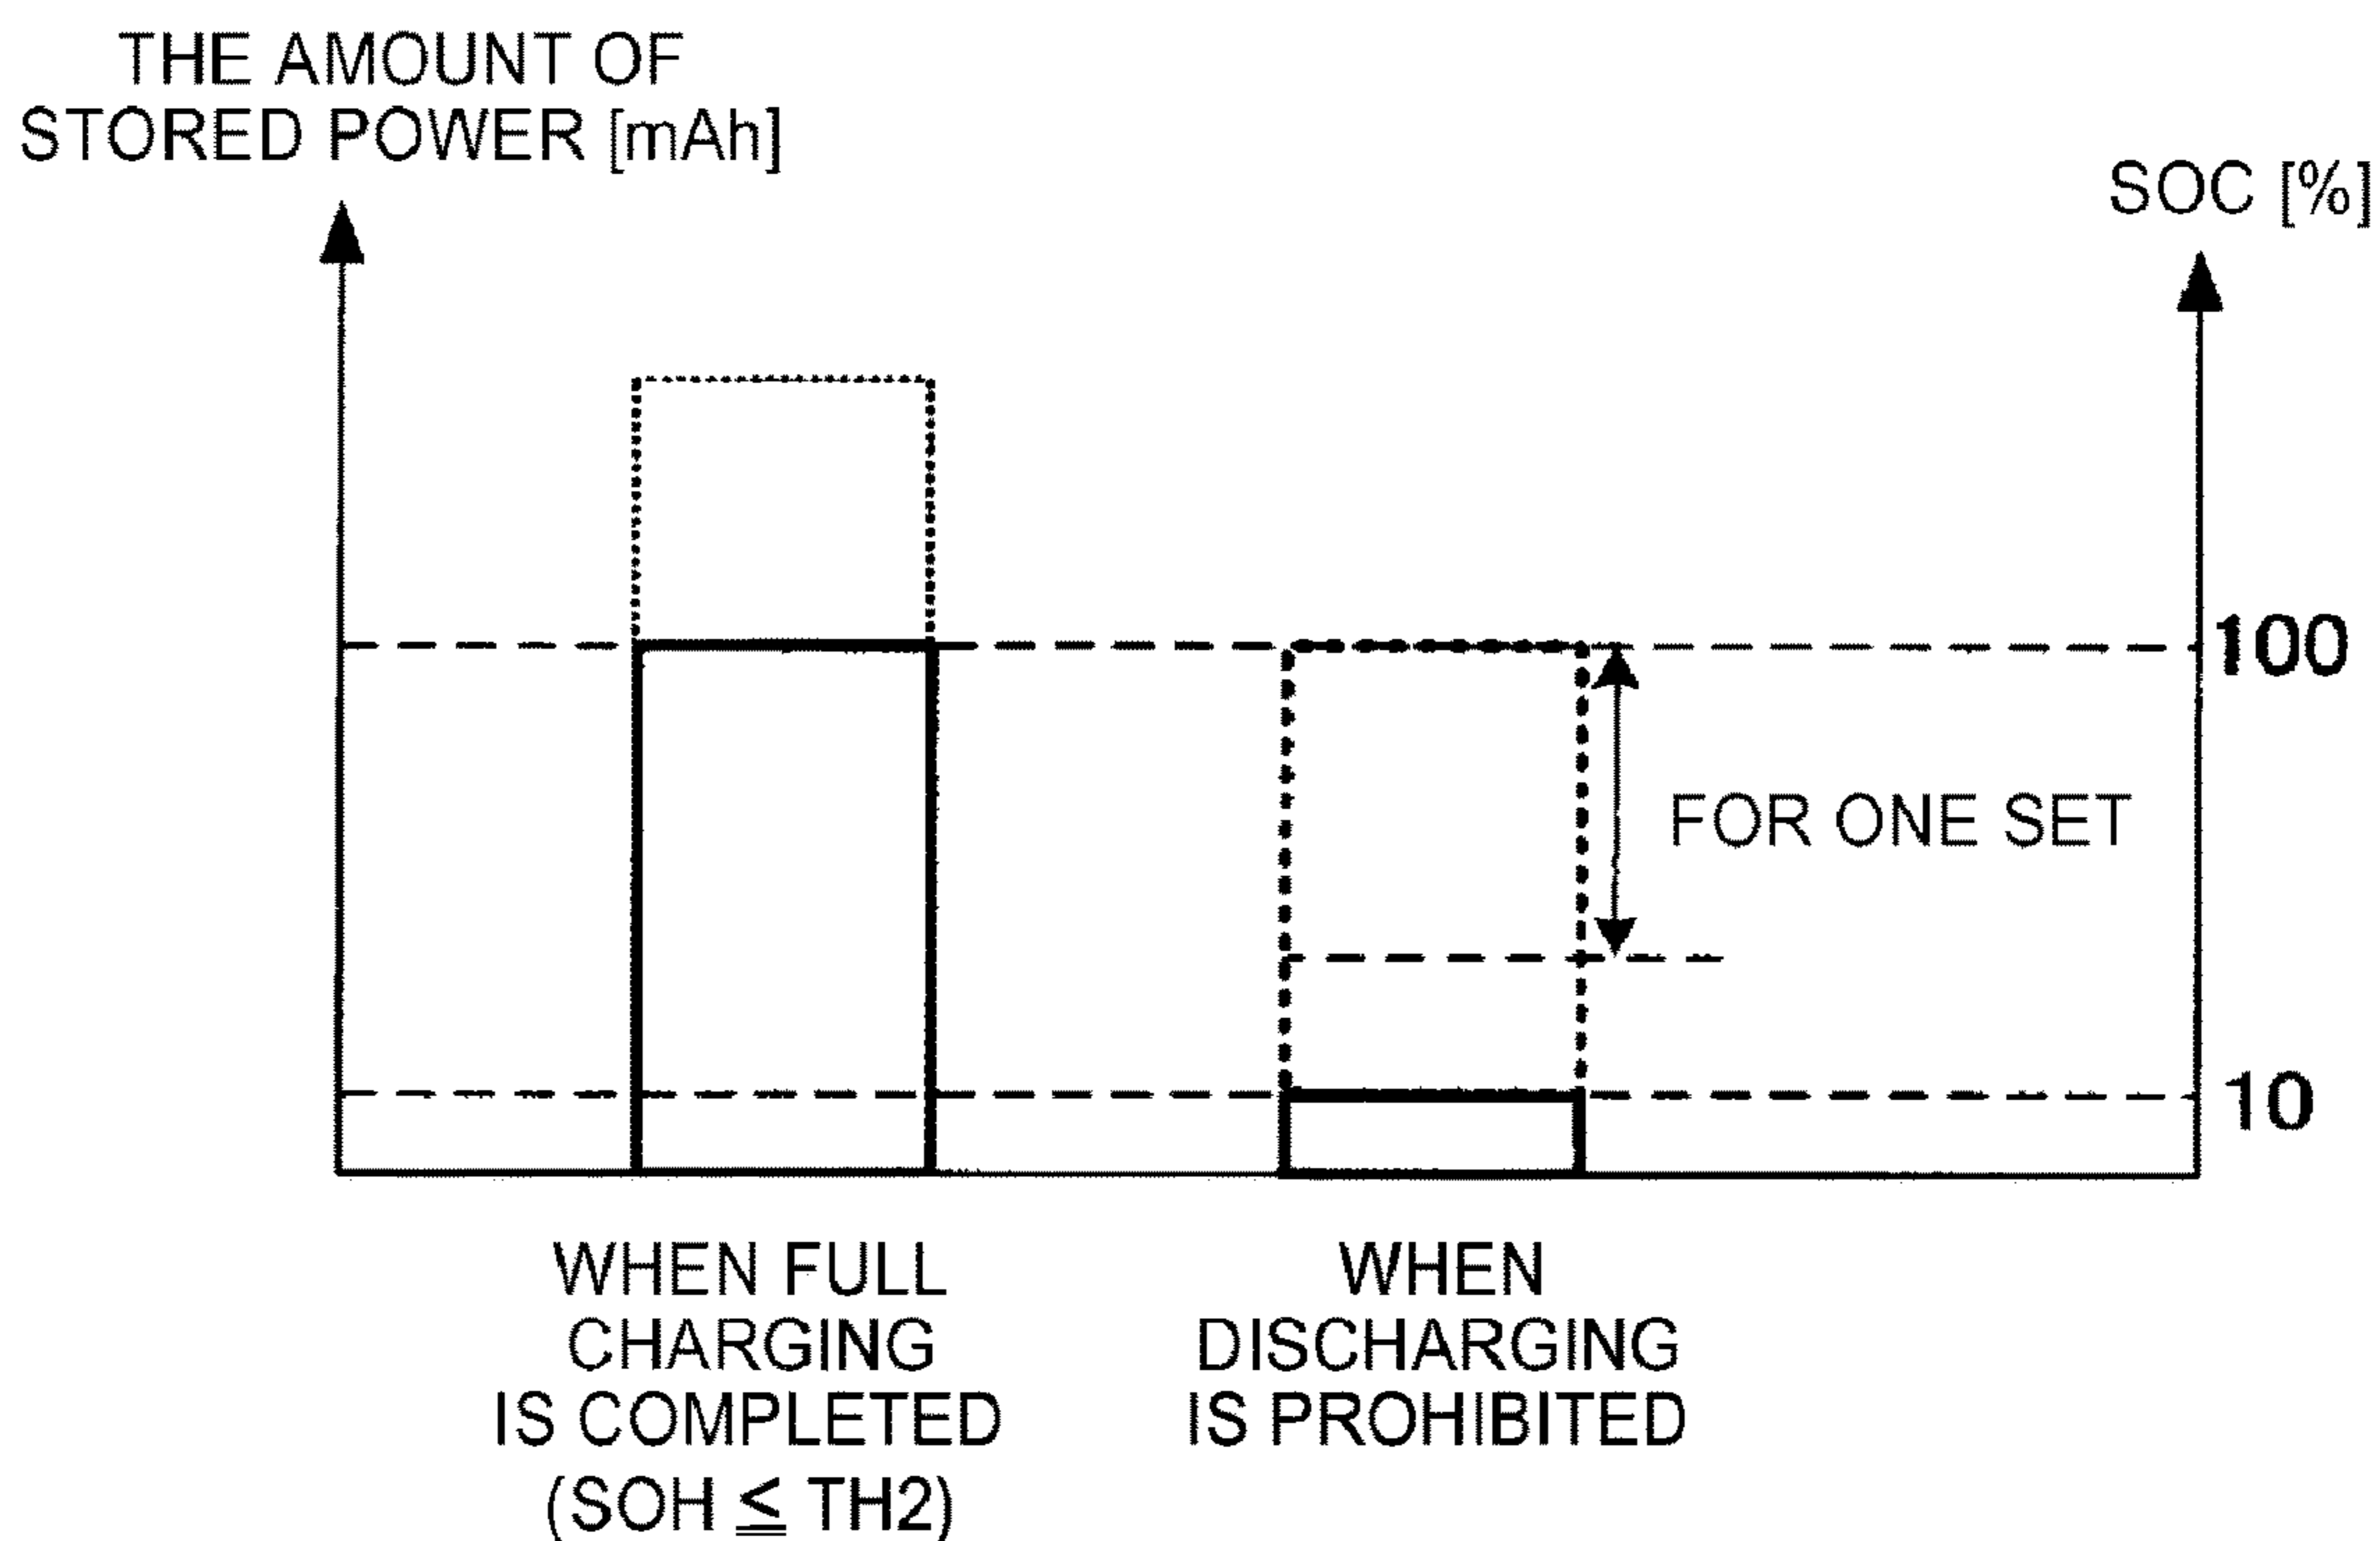 THE AMOUNT OF
STORED POWER [mAh]
SOC [%]
100
FOR ONE SET
10
WHEN FULL
CHARGING
IS COMPLETED
(SOH ≦ TH2)
WHEN
DISCHARGING
IS PROHIBITED